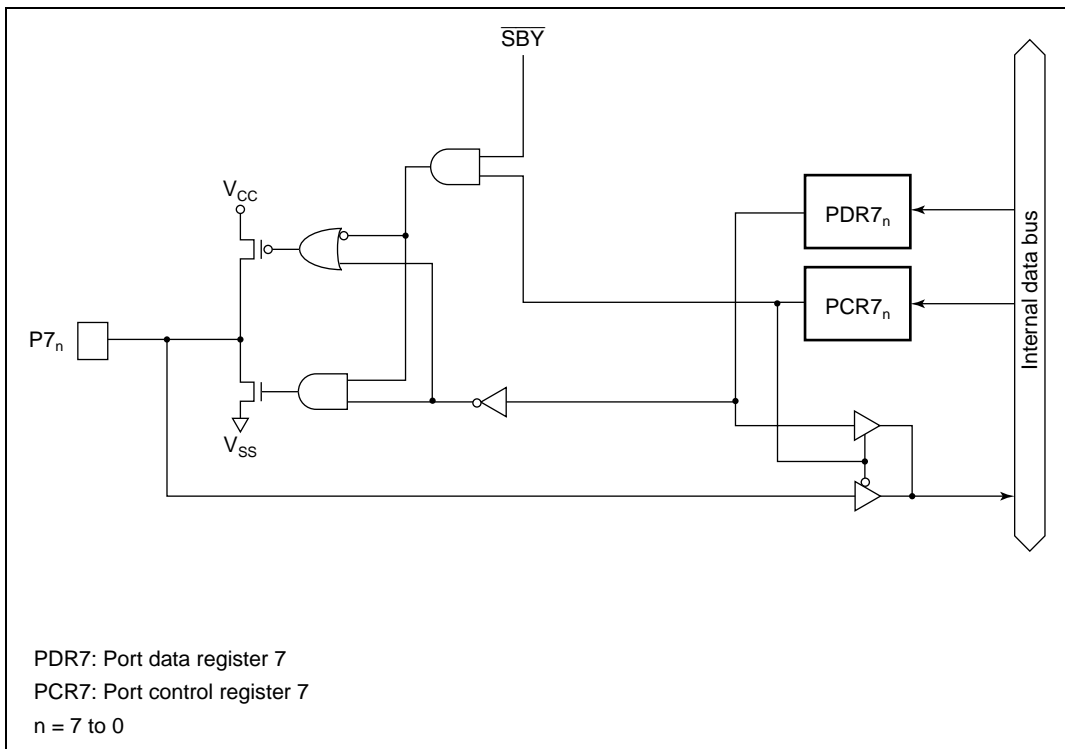 SBY
VCC
PDR7n
PCR7n
Internal data bus
P7n
VSS
PDR7: Port data register 7
PCR7: Port control register 7
n = 7 to 0